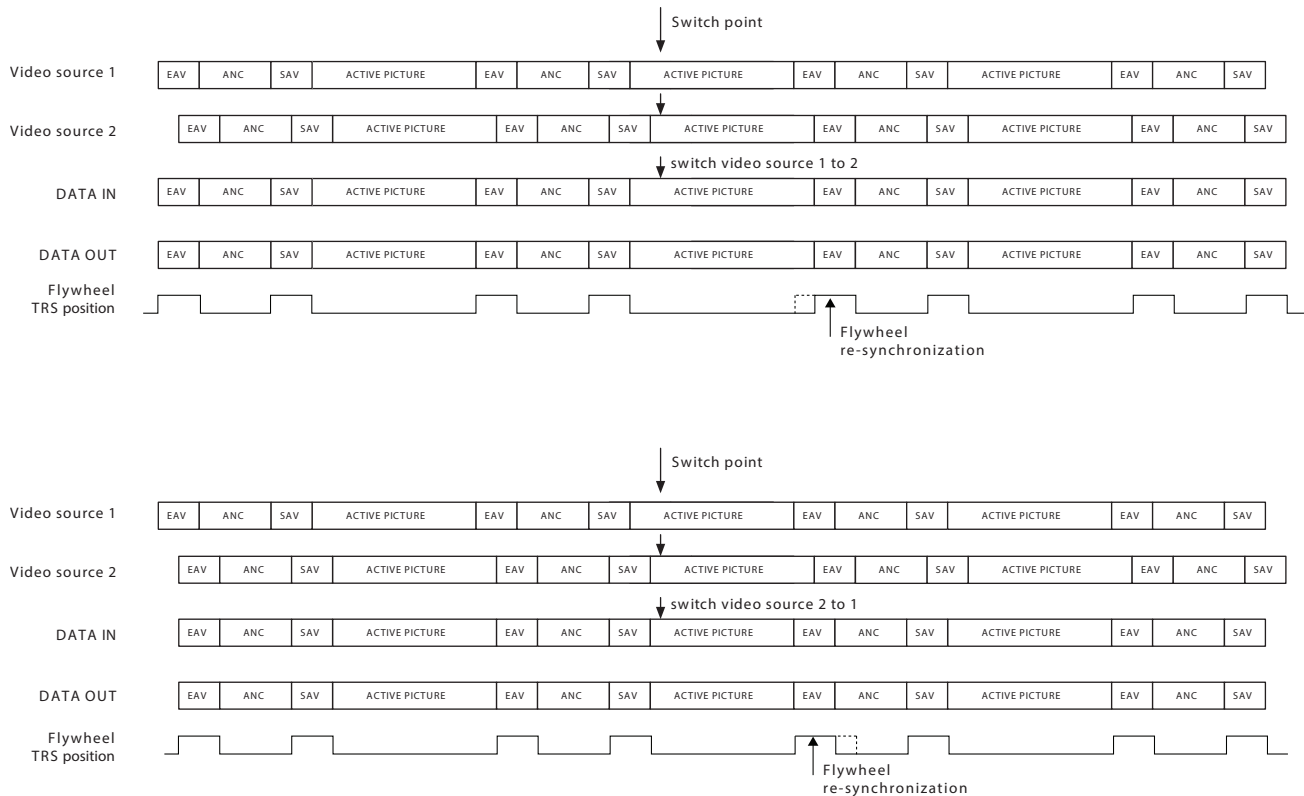 Switch point
Video source 1 EAV ANC SAV ACTIVE PICTURE EAV ANC SAV ACTIVE PICTURE EAV ANC SAV ACTIVE PICTURE EAV ANC SAV
Video source 2 EAV ANC SAV ACTIVE PICTURE EAV ANC SAV ACTIVE PICTURE EAV ANC SAV ACTIVE PICTURE EAV ANC SAV
switch video source 1 to 2
DATA IN EAV ANC SAV ACTIVE PICTURE EAV ANC SAV ACTIVE PICTURE EAV ANC SAV ACTIVE PICTURE EAV ANC SAV
DATA OUT EAV ANC SAV ACTIVE PICTURE EAV ANC SAV ACTIVE PICTURE EAV ANC SAV ACTIVE PICTURE EAV ANC SAV
Flywheel
TRS position
Flywheel
re-synchronization
Switch point
Video source 1 EAV ANC SAV ACTIVE PICTURE EAV ANC SAV ACTIVE PICTURE EAV ANC SAV ACTIVE PICTURE EAV ANC SAV
Video source 2 EAV ANC SAV ACTIVE PICTURE EAV ANC SAV ACTIVE PICTURE EAV ANC SAV ACTIVE PICTURE EAV ANC SAV
switch video source 2 to 1
DATA IN EAV ANC SAV ACTIVE PICTURE EAV ANC SAV ACTIVE PICTURE EAV ANC SAV ACTIVE PICTURE EAV ANC SAV
DATA OUT EAV ANC SAV ACTIVE PICTURE EAV ANC SAV ACTIVE PICTURE EAV ANC SAV ACTIVE PICTURE EAV ANC SAV
Flywheel
TRS position
Flywheel
re-synchronization